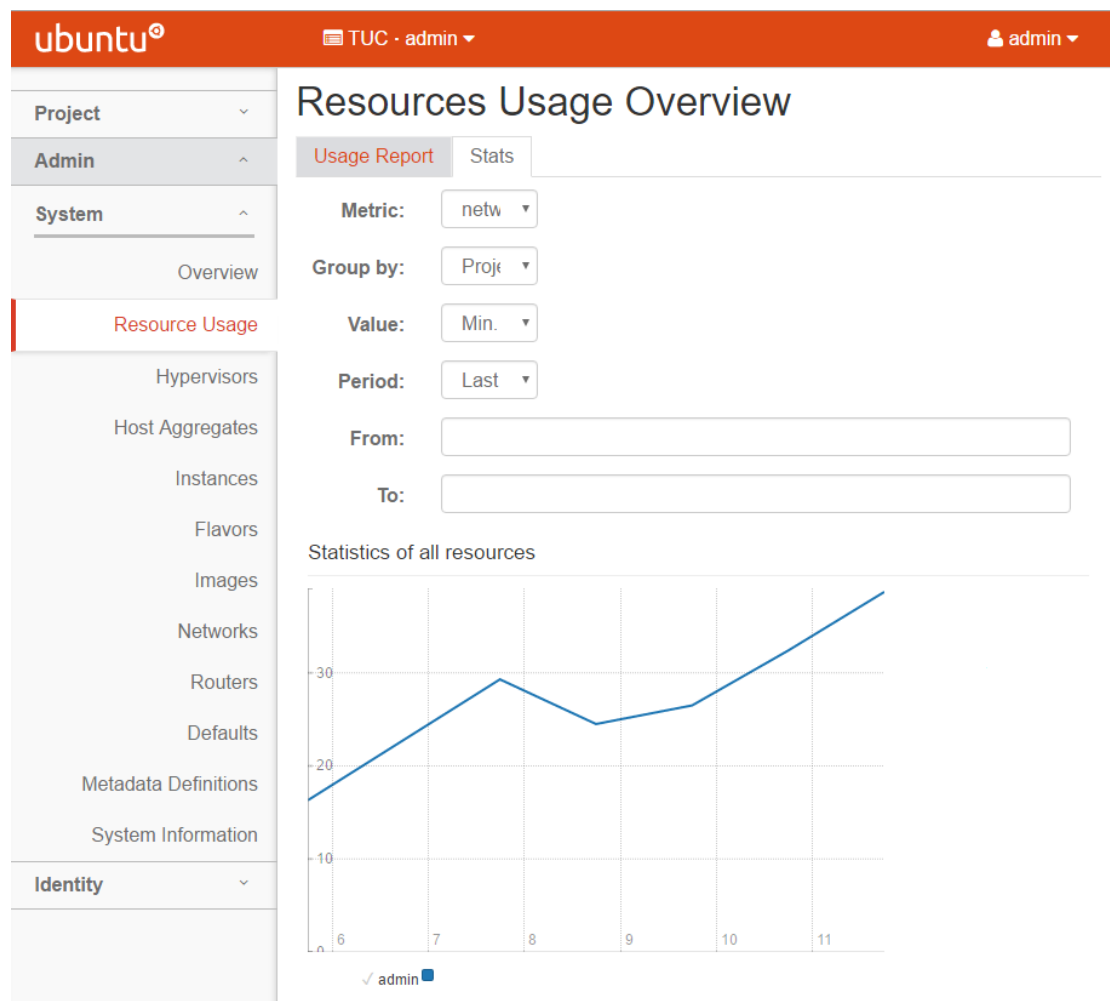 ubuntu
TUC · admin
admin
Project
Admin
System
Overview
Resource Usage
Hypervisors
Host Aggregates
Instances
Flavors
Images
Networks
Routers
Defaults
Metadata Definitions
System Information
Identity
Resources Usage Overview
Usage Report
Stats
Metric: netw
Group by: Proje
Value: Min.
Period: Last
From:
To:
Statistics of all resources
30
20
10
0
6 7 8 9 10 11
admin